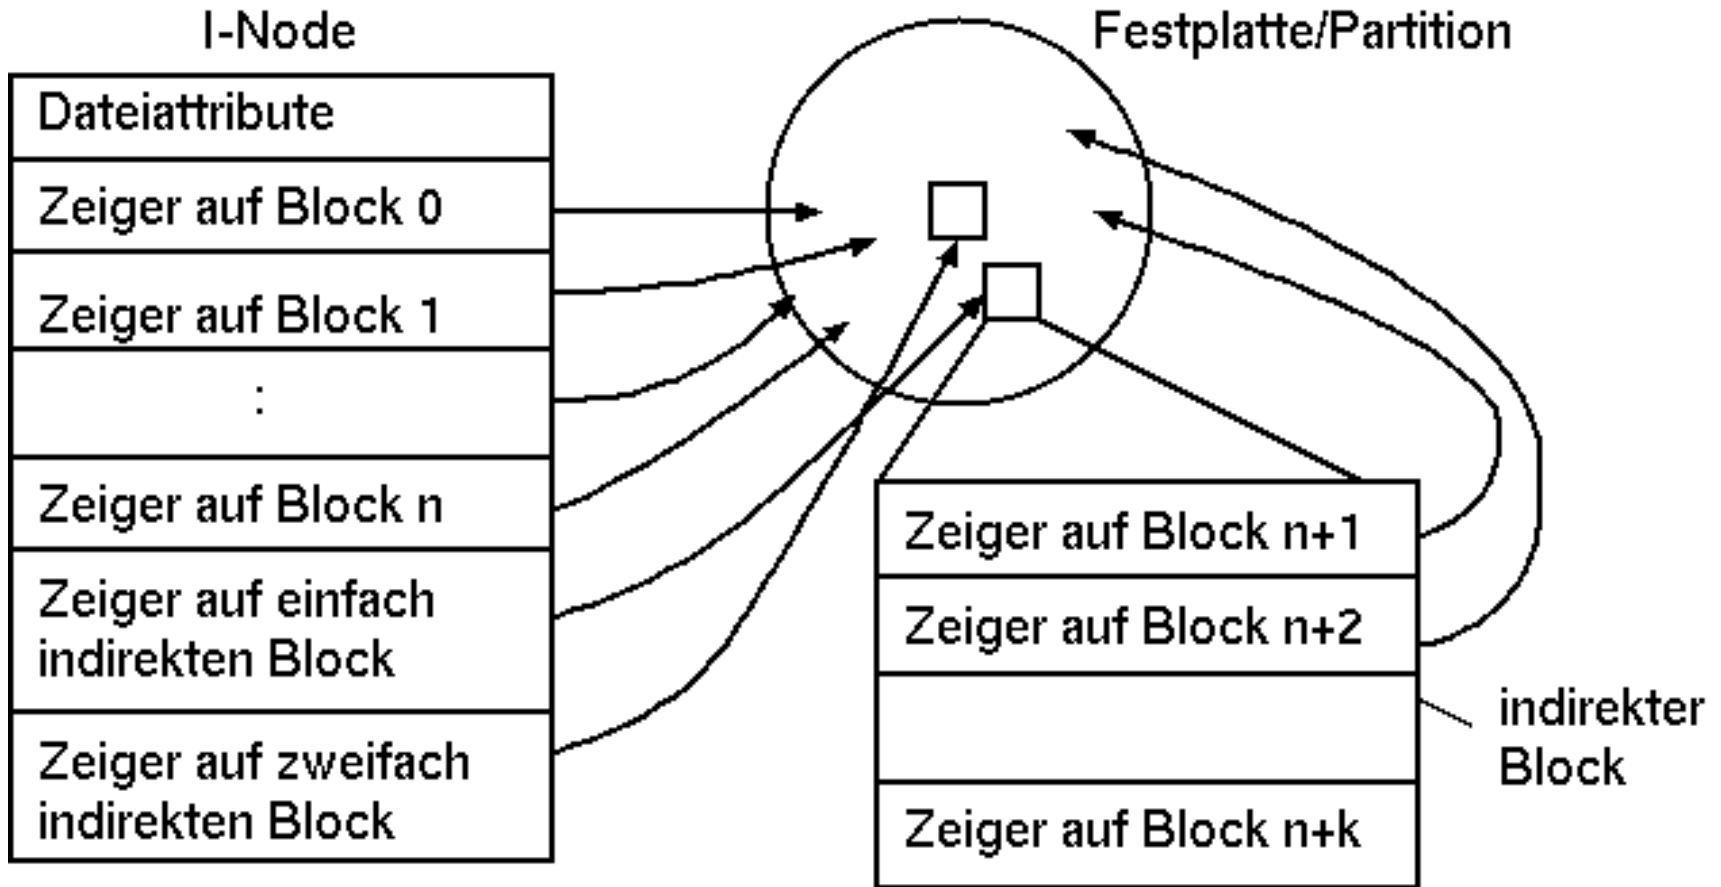 I-Node
Festplatte/Partition
Dateiattribute
Zeiger auf Block 0
Zeiger auf Block 1
:
Zeiger auf Block n
Zeiger auf einfach
indirekten Block
Zeiger auf zweifach
indirekten Block
Zeiger auf Block n+1
Zeiger auf Block n+2
Zeiger auf Block n+k
indirekter
Block